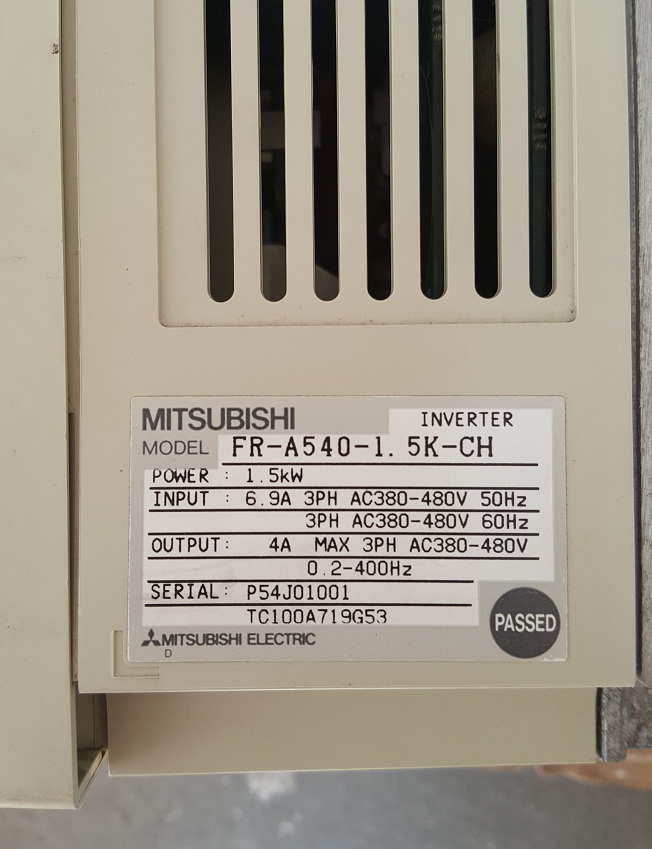 MITSUBISHI INVERTER
MODEL FR-A540-1.5K-CH
POWER : 1.5kW
INPUT : 6.9A 3PH AC380-480V 50Hz
3PH AC380-480V 60Hz
OUTPUT: 4A MAX 3PH AC380-480V
0.2-400Hz
SERIAL: P54J01001
TC100A719G53
PASSED
MITSUBISHI ELECTRIC
D